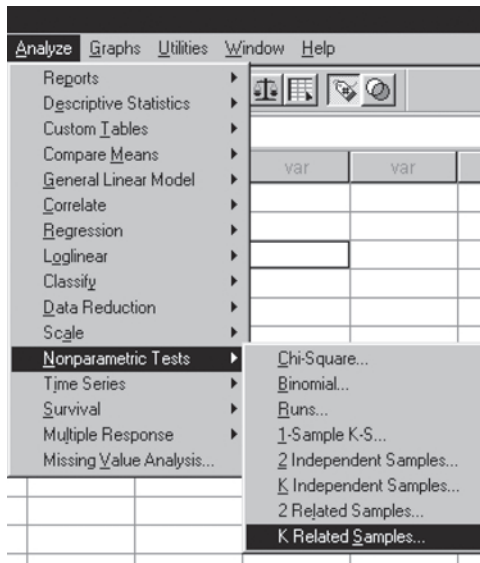 Analyze Graphs Utilities Window Help
Reports
Descriptive Statistics
Custom Tables
Compare Means
General Linear Model
Correlate
Regression
Loglinear
Classify
Data Reduction
Scale
Nonparametric Tests
Time Series
Survival
Multiple Response
Missing Value Analysis...
var var
Chi-Square...
Binomial...
Runs...
1-Sample K-S...
2 Independent Samples...
K Independent Samples...
2 Related Samples...
K Related Samples...